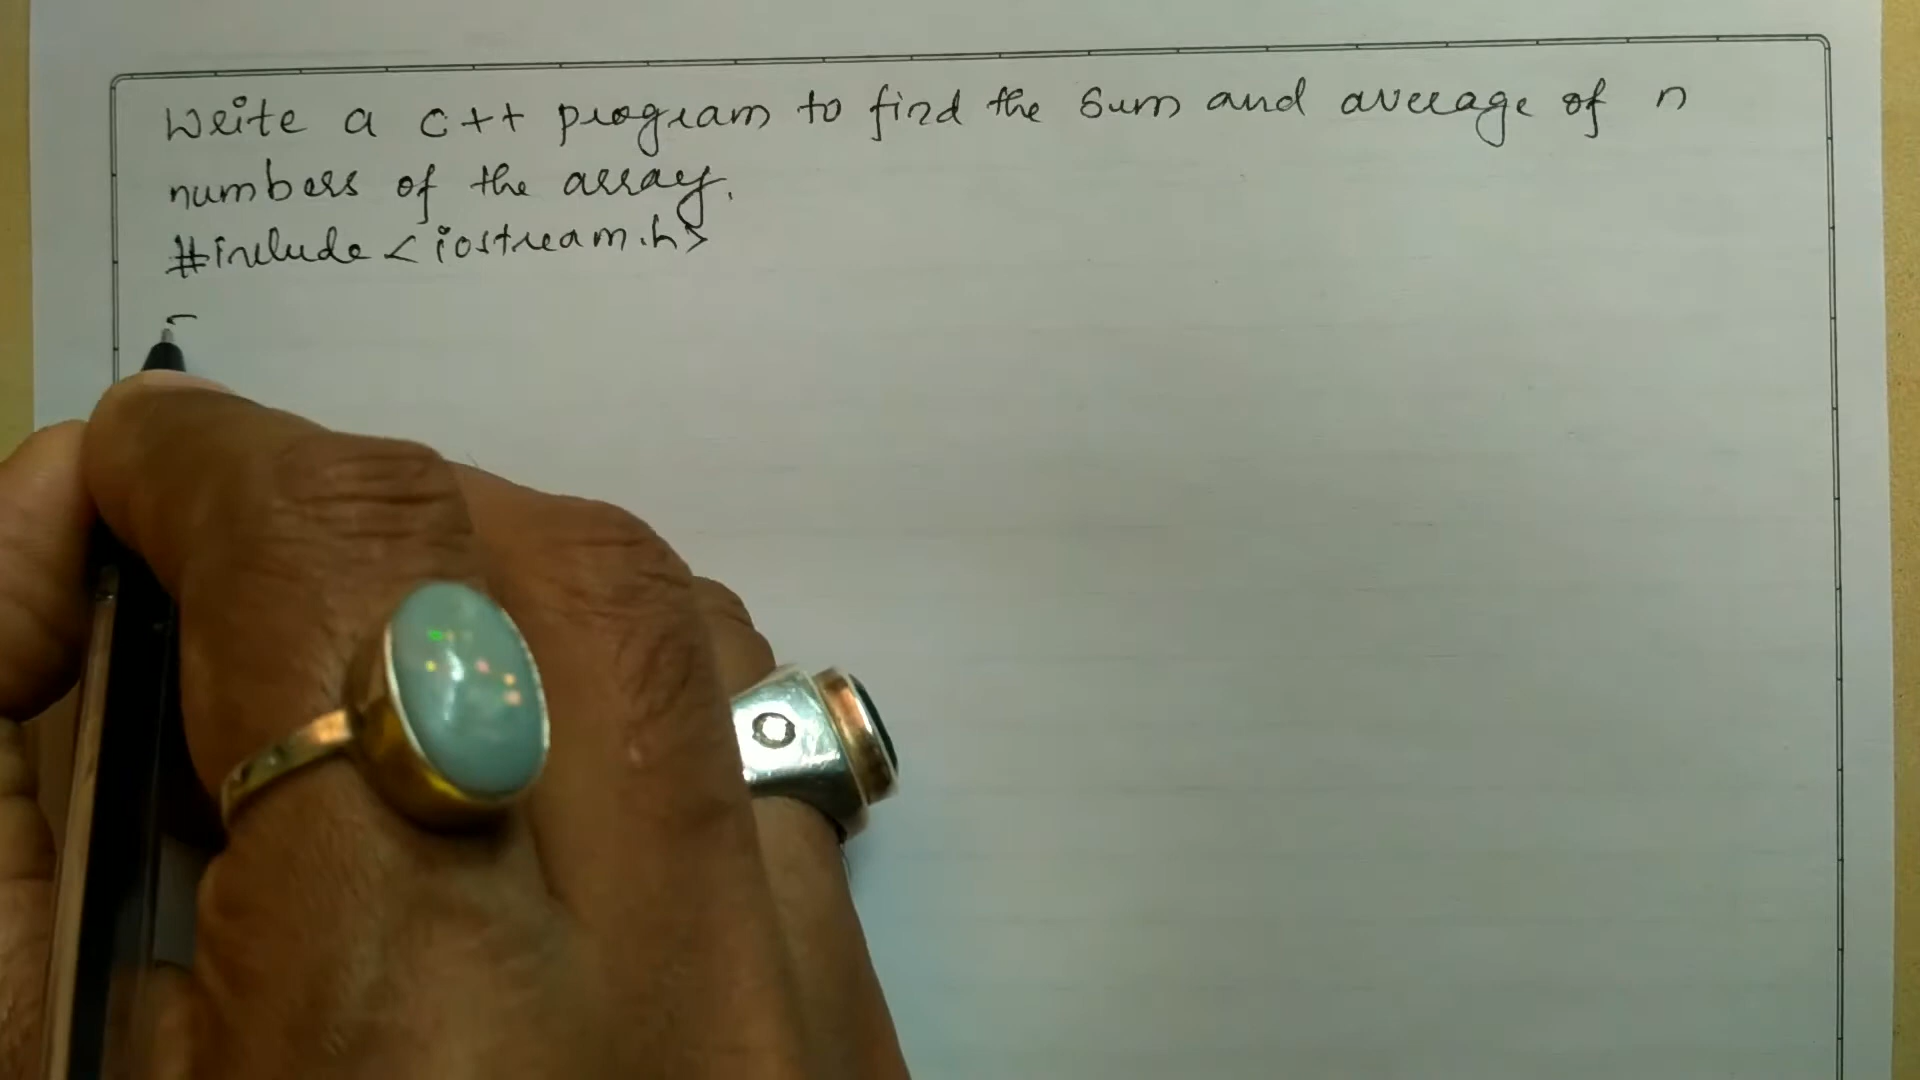 Write a c++ program to find the sum and average of n
numbers of the array.
#include <iostream.h>